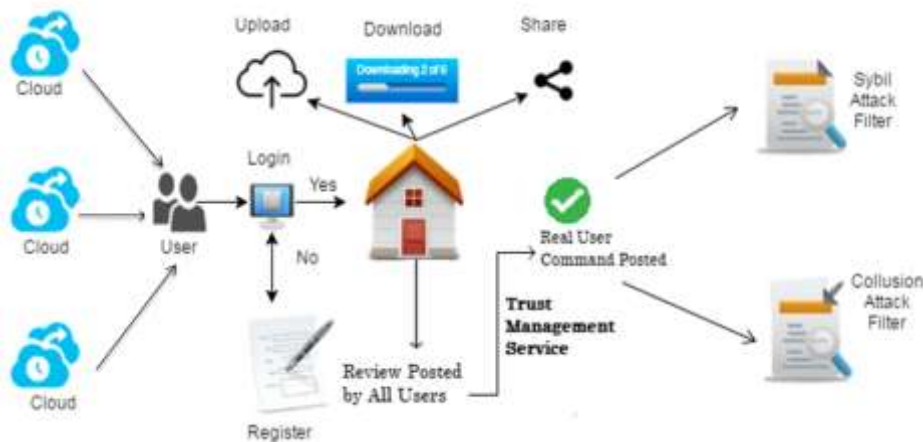 Upload
Download
Share
Downloading 2 of 6
Cloud
Sybil
Attack
Filter
Login
Yes
Cloud
User
No
Real User
Command Posted
Trust
Management
Service
Collusion
Attack
Filter
Review Posted
by All Users
Cloud
Register